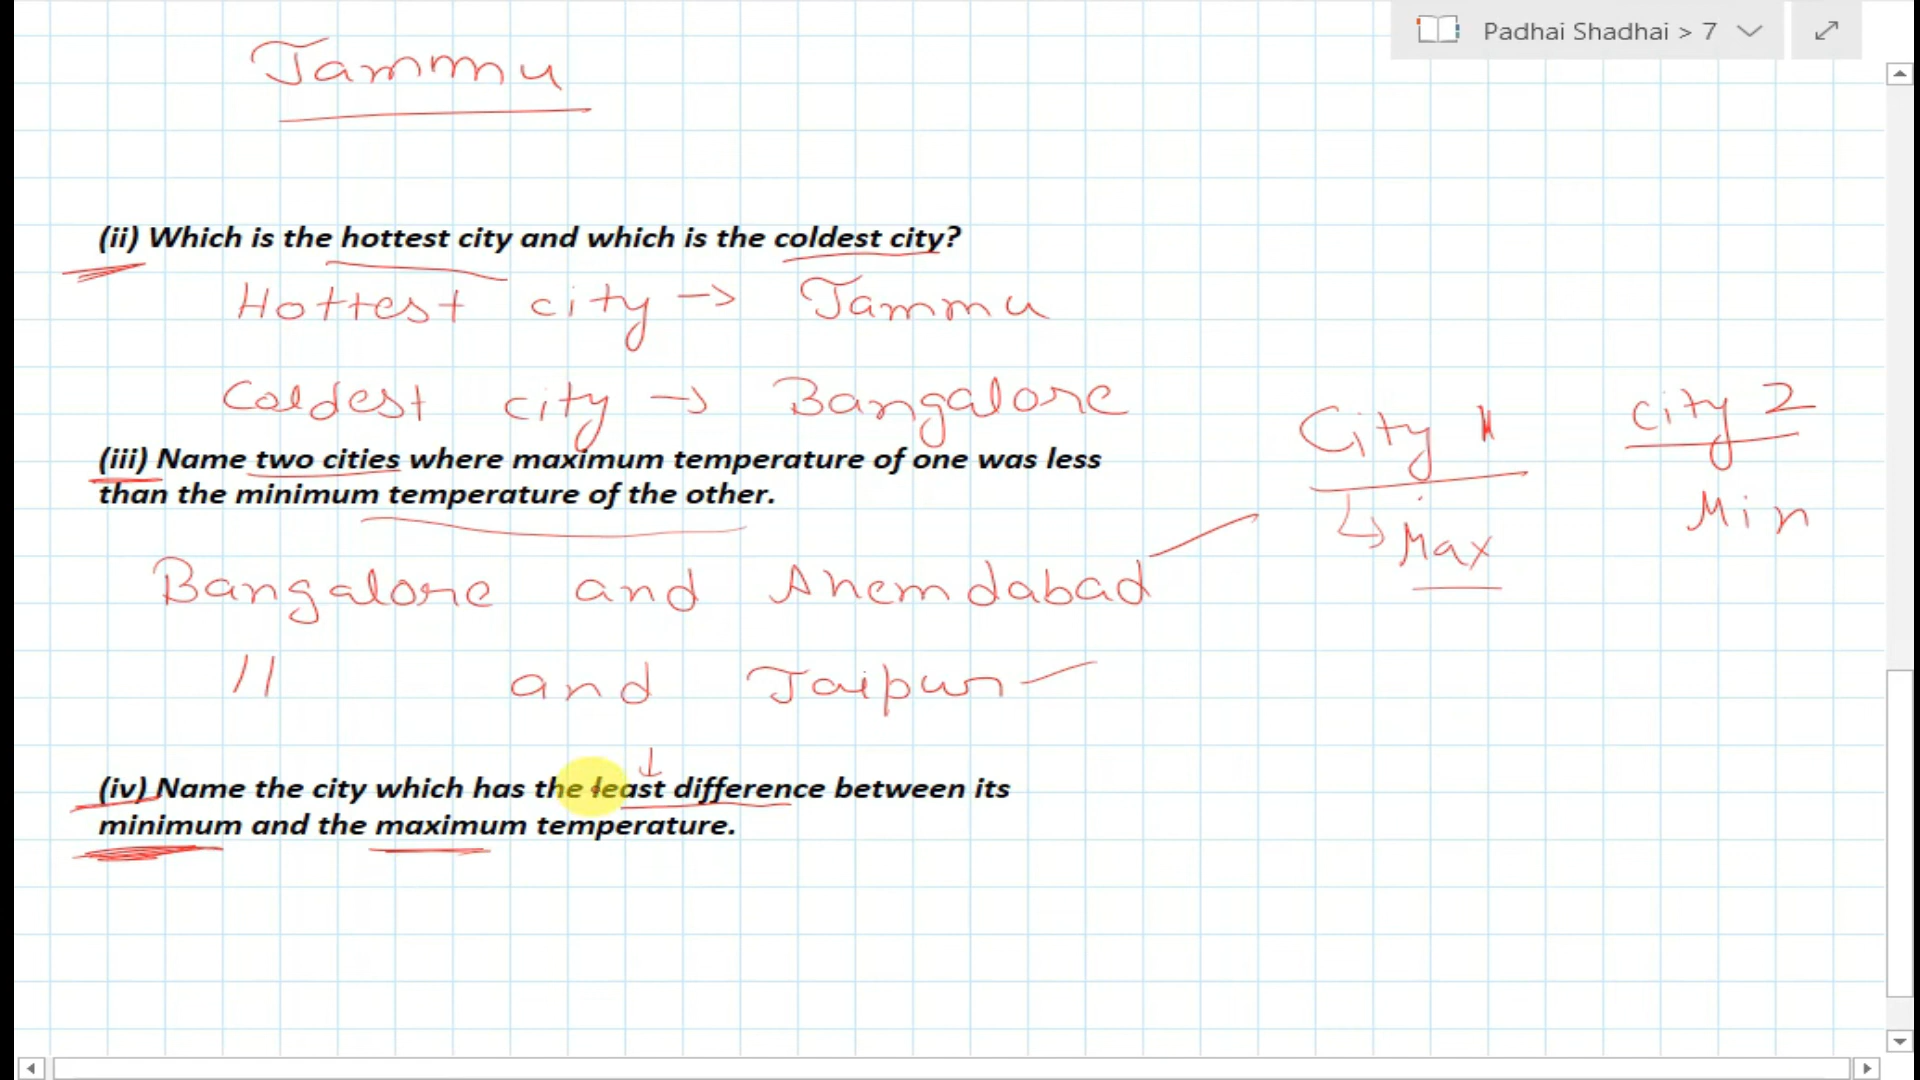 Padhai Shadhai > 7
Jammu
(ii) Which is the hottest city and which is the coldest city?
Hottest city → Jammu
Coldest city → Bangalore
(iii) Name two cities where maximum temperature of one was less
than the minimum temperature of the other.
City 1
City 2
Max
Min
Bangalore and Ahemdabad
// and Jaipur
(iv) Name the city which has the least difference between its
minimum and the maximum temperature.